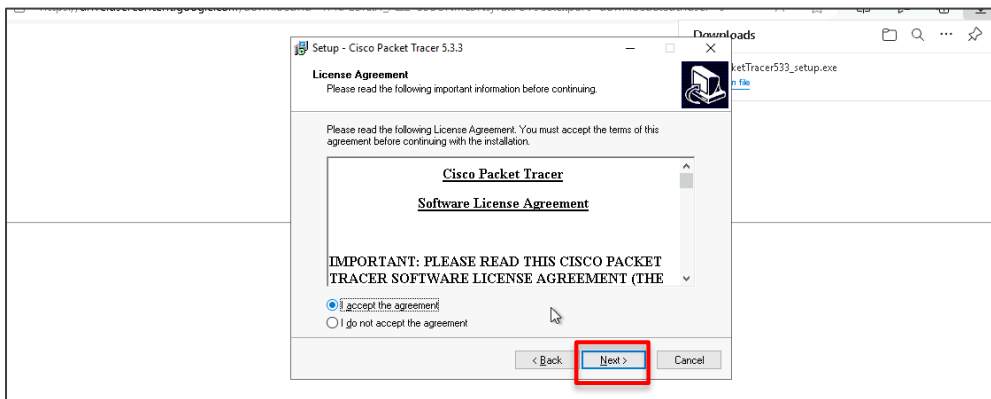 Downloads
Setup - Cisco Packet Tracer 5.3.3
ketTracer533_setup.exe
n file
License Agreement
Please read the following important information before continuing.
Please read the following License Agreement. You must accept the terms of this
agreement before continuing with the installation.
Cisco Packet Tracer
Software License Agreement
IMPORTANT: PLEASE READ THIS CISCO PACKET
TRACER SOFTWARE LICENSE AGREEMENT (THE
I accept the agreement
I do not accept the agreement
< Back
Next >
Cancel